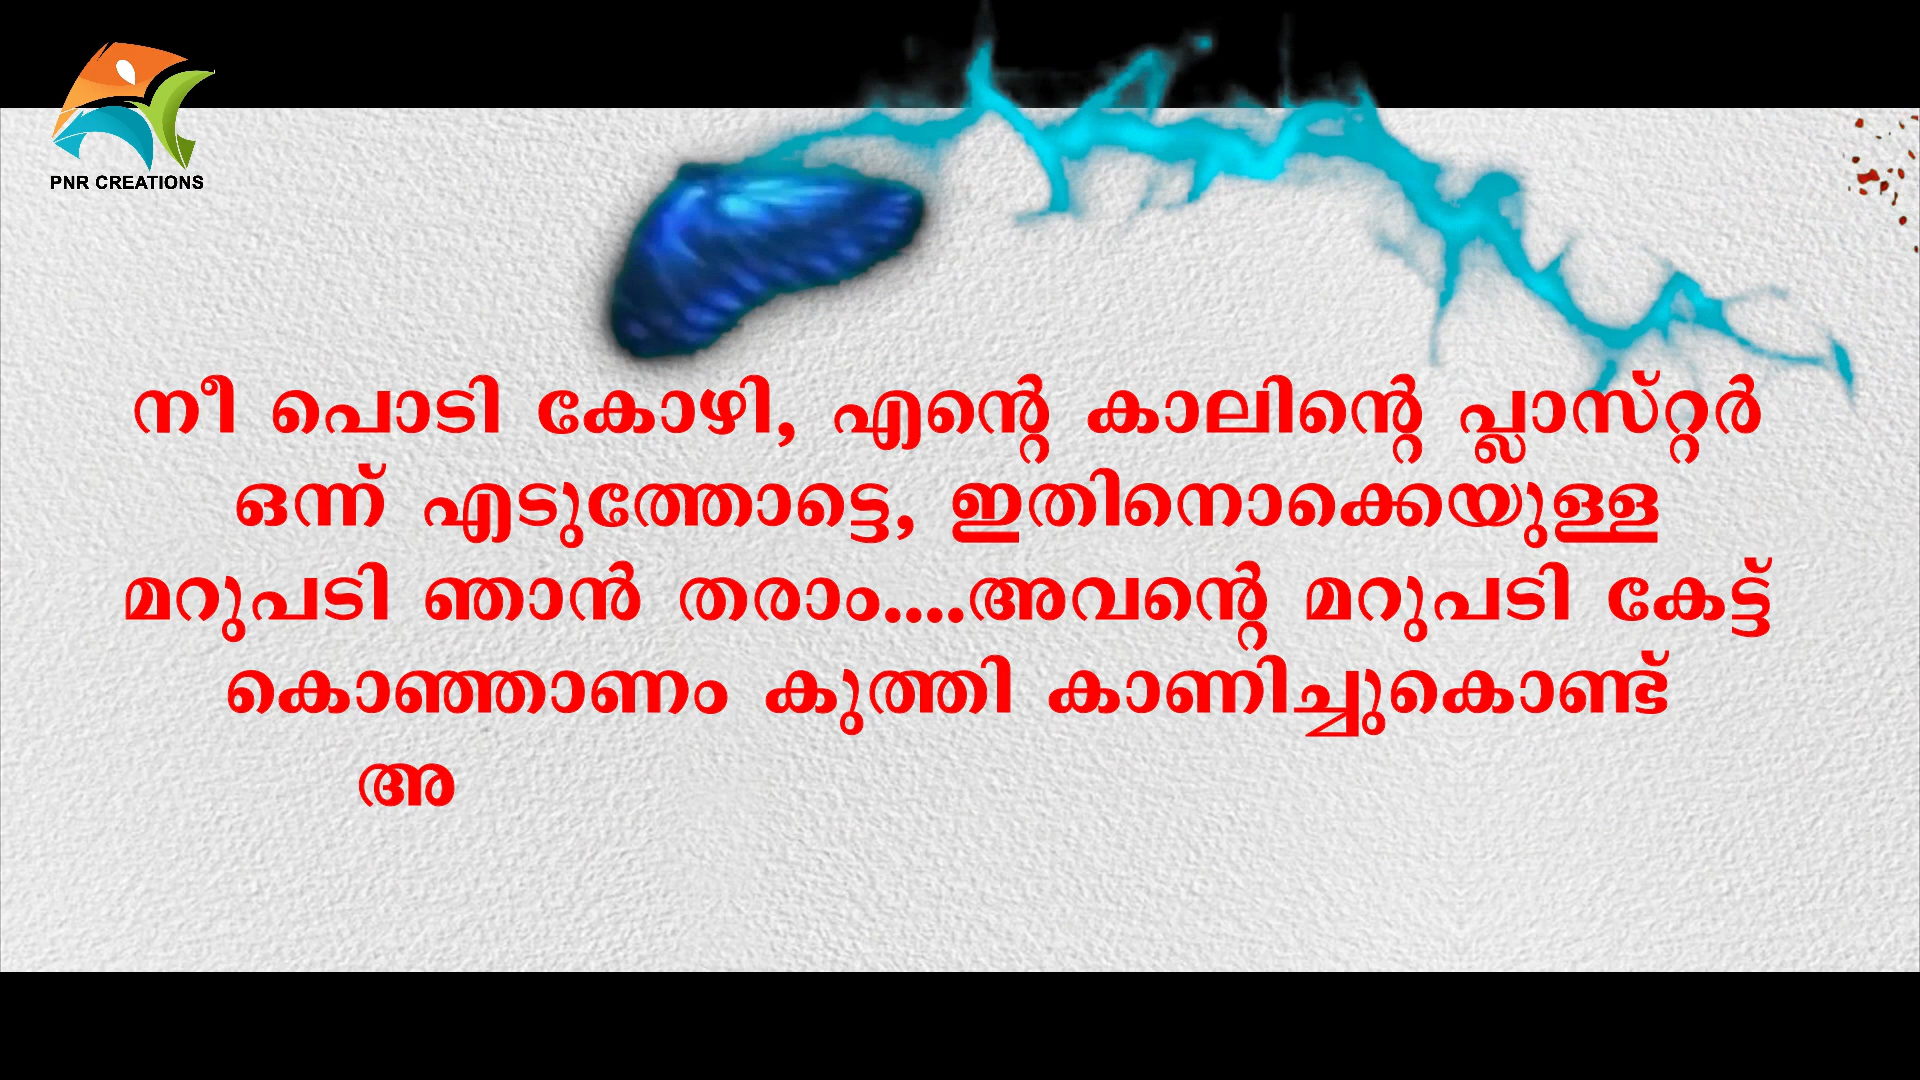 PNR CREATIONS
നീ പൊടി കോഴി, എന്റെ കാലിന്റെ പ്ലാസ്റ്റർ
ഒന്ന് എടുത്തോട്ടെ, ഇതിനൊക്കെയുള്ള
മറുപടി ഞാൻ തരാം....അവന്റെ മറുപടി കേട്ട്
കൊഞ്ഞാണം കുത്തി കാണിച്ചുകൊണ്ട്
അ